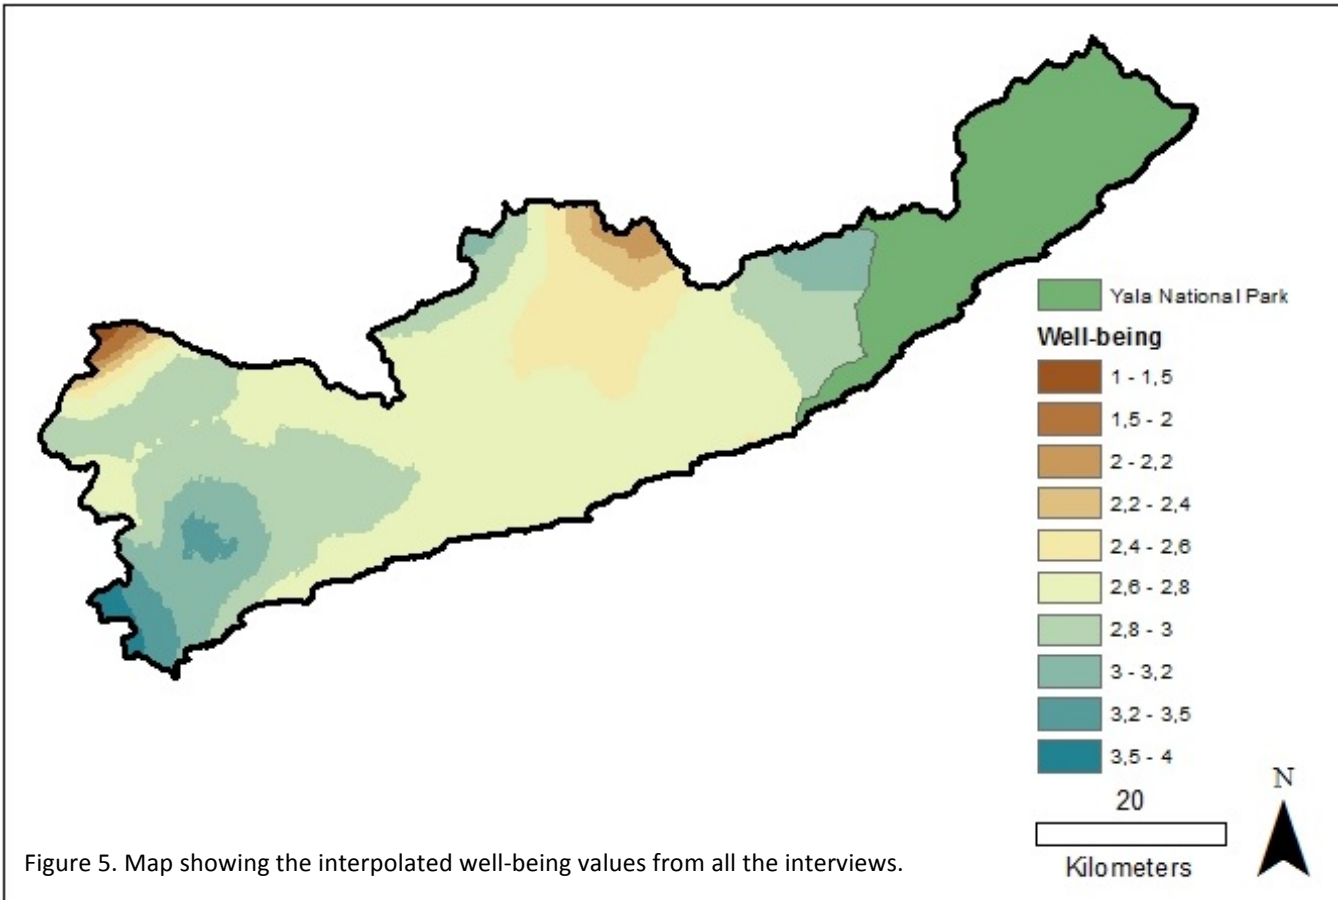 Yala National Park
Well-being
1 - 1,5
1,5 - 2
2 - 2,2
2,2 - 2,4
2,4 - 2,6
2,6 - 2,8
2,8 - 3
3 - 3,2
3,2 - 3,5
3,5 - 4
20
Kilometers
N
Figure 5. Map showing the interpolated well-being values from all the interviews.